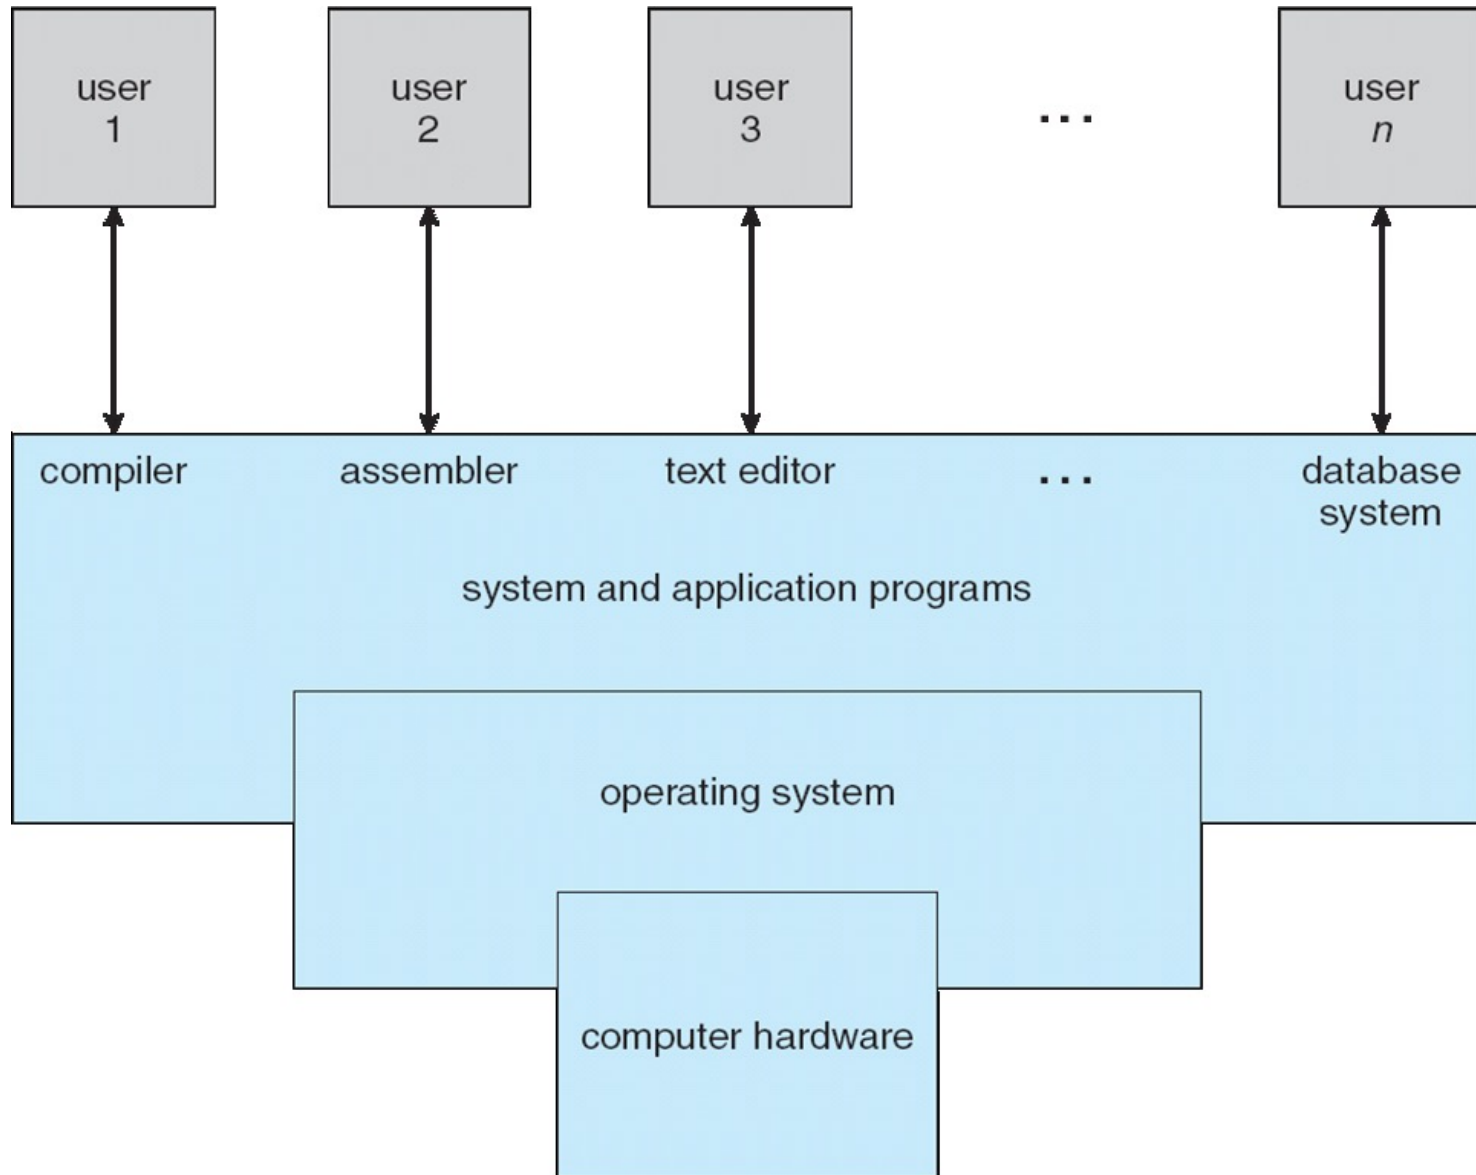 user
1
user
2
user
3
...
user
n
compiler
assembler
text editor
...
database
system
system and application programs
operating system
computer hardware